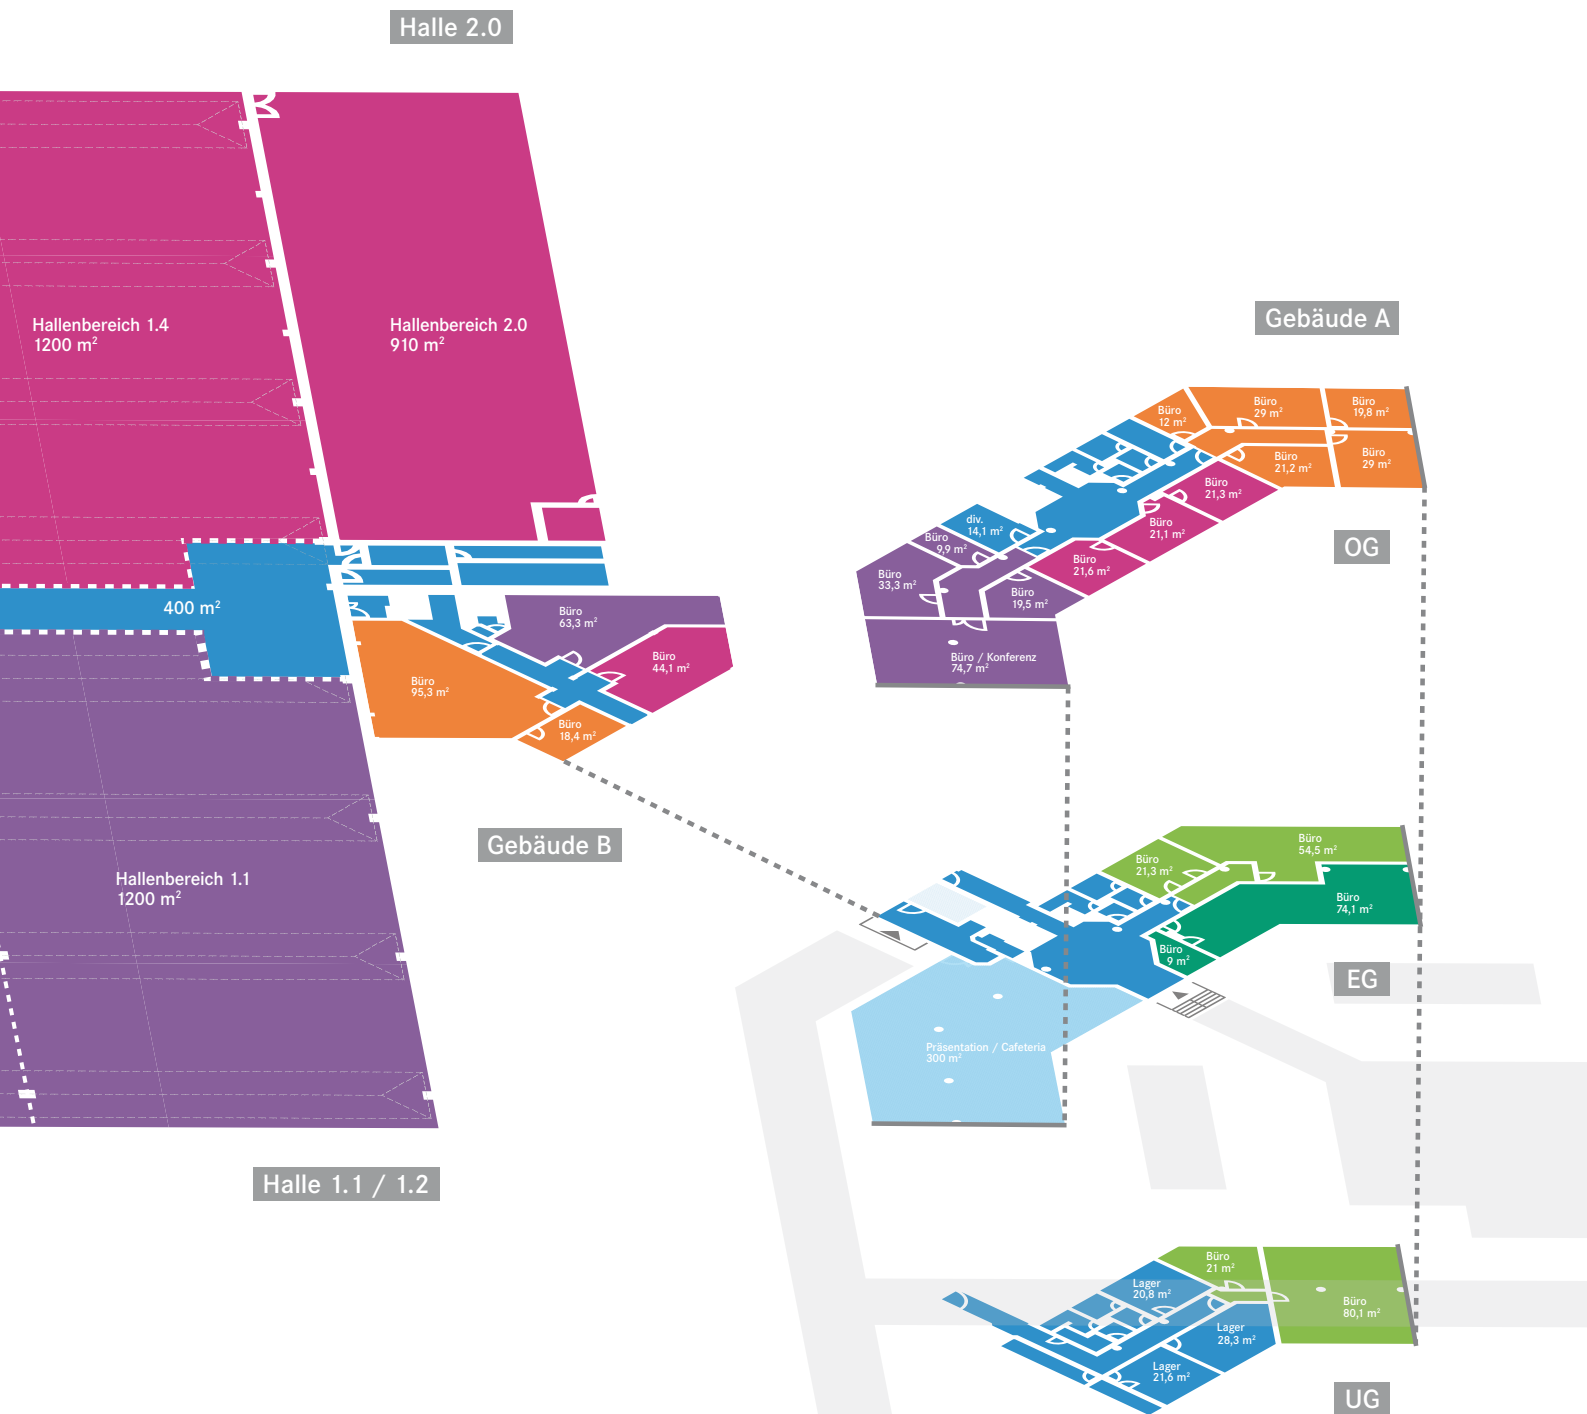 Halle 2.0
Hallenbereich 1.4
1200 m²
Hallenbereich 2.0
910 m²
400 m²
Büro
63,3 m²
Büro
44,1 m²
Büro
95,3 m²
Büro
18,4 m²
Gebäude B
Hallenbereich 1.1
1200 m²
Halle 1.1 / 1.2
Gebäude A
Büro
12 m²
Büro
29 m²
Büro
19,8 m²
Büro
21,2 m²
Büro
29 m²
Büro
21,3 m²
Büro
21,1 m²
Büro
21,6 m²
div.
14,1 m²
Büro
9,9 m²
Büro
33,3 m²
Büro
19,5 m²
Büro / Konferenz
74,7 m²
OG
Büro
54,5 m²
Büro
21,3 m²
Büro
74,1 m²
Büro
9 m²
Präsentation / Cafeteria
300 m²
EG
Büro
21 m²
Lager
20,8 m²
Büro
80,1 m²
Lager
28,3 m²
Lager
21,6 m²
UG